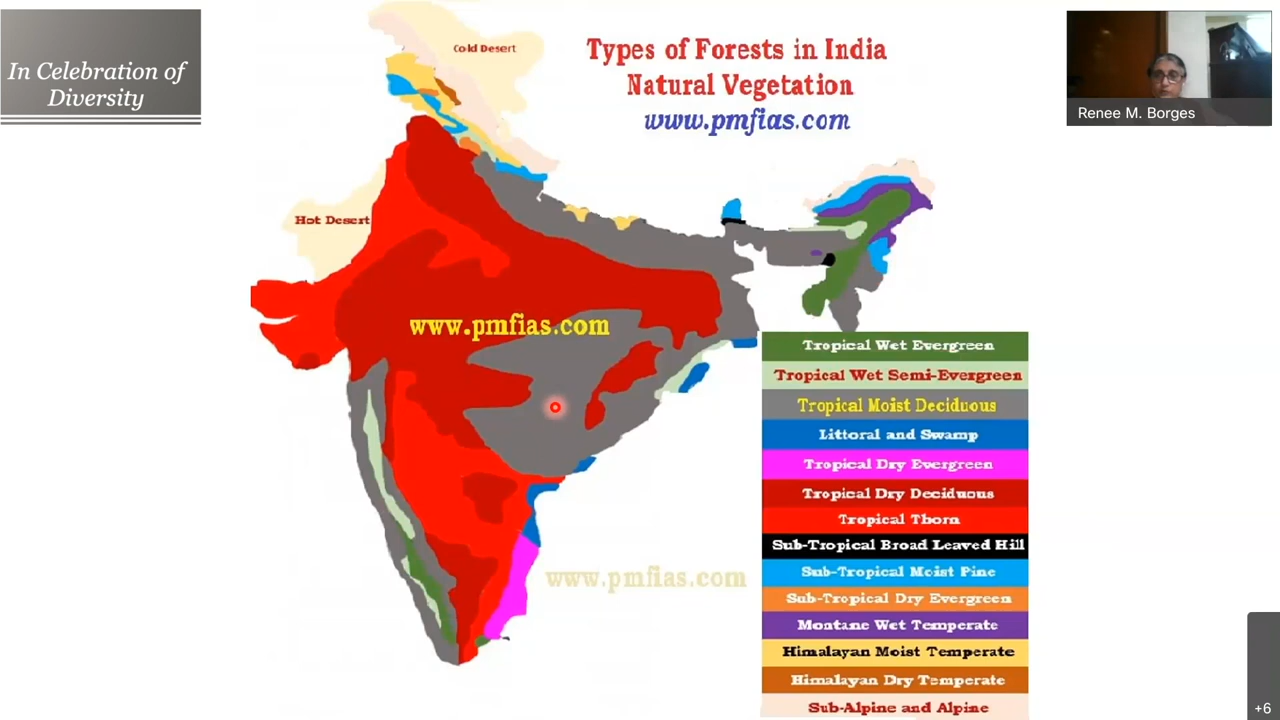 In Celebration of
Diversity
Cold Desert
Types of Forests in India
Natural Vegetation
www.pmfias.com
Renee M. Borges
Hot Desert
www.pmfias.com
Tropical Wet Evergreen
Tropical Wet Semi-Evergreen
Tropical Moist Deciduous
Littoral and Swamp
Tropical Dry Evergreen
Tropical Dry Deciduous
Tropical Thorn
Sub-Tropical Broad Leaved Hill
Sub-Tropical Moist Pine
Sub-Tropical Dry Evergreen
Montane Wet Temperate
Himalayan Moist Temperate
Himalayan Dry Temperate
Sub-Alpine and Alpine
www.pmfias.com
+6